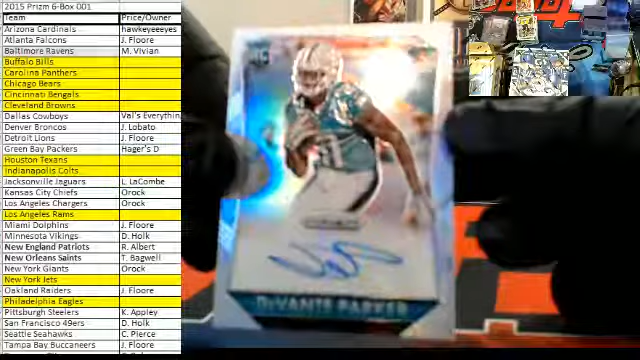 2015 Prizm 6-Box 001
Team Price/Owner
Arizona Cardinals hawkeyeeyes
Atlanta Falcons J. Floore
Baltimore Ravens M. Vivian
Buffalo Bills
Carolina Panthers
Chicago Bears
Cincinnati Bengals
Cleveland Browns
Dallas Cowboys Val's Everythin
Denver Broncos J. Lobato
Detroit Lions J. Floore
Green Bay Packers Hager's D
Houston Texans
Indianapolis Colts
Jacksonville Jaguars L. LaCombe
Kansas City Chiefs Orock
Los Angeles Chargers Orock
Los Angeles Rams
Miami Dolphins J. Floore
Minnesota Vikings D. Holk
New England Patriots R. Albert
New Orleans Saints T. Bagwell
New York Giants Orock
New York Jets
Oakland Raiders J. Floore
Philadelphia Eagles
Pittsburgh Steelers K. Appley
San Francisco 49ers D. Holk
Seattle Seahawks C. Pierce
Tampa Bay Buccaneers J. Floore
RC
PRIZM
DeVANTE PARKER